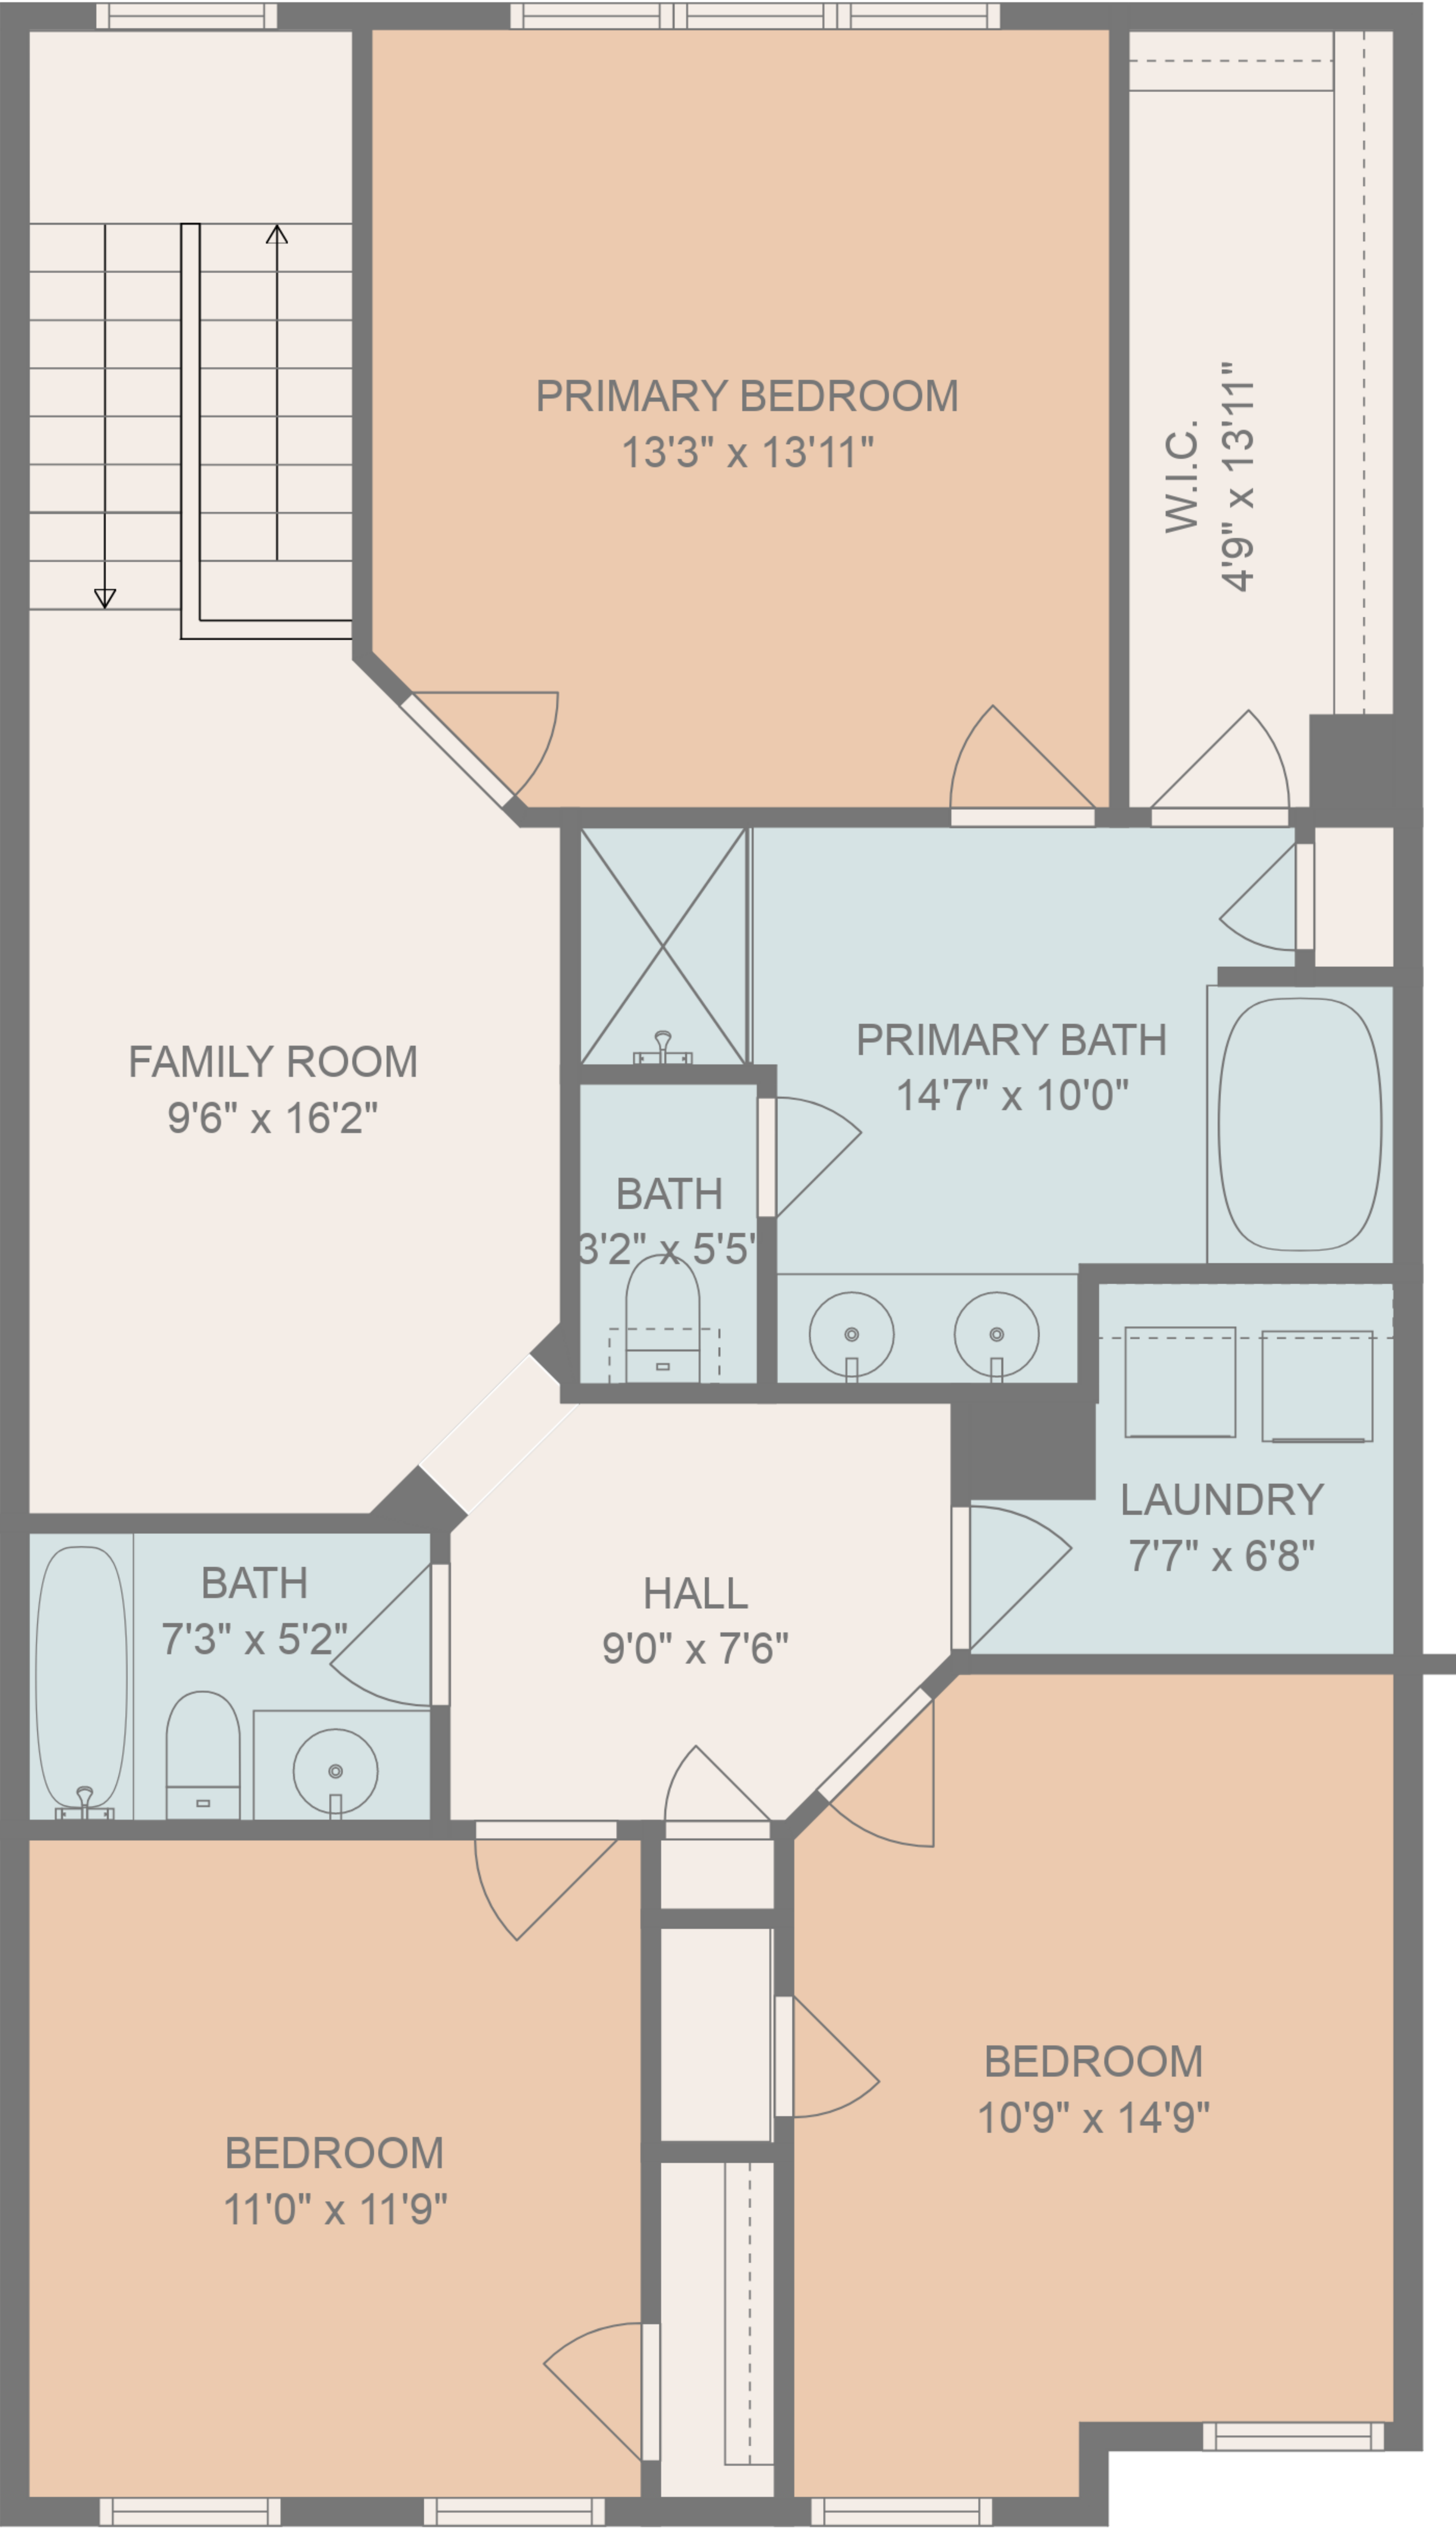 PRIMARY BEDROOM
13'3" x 13'11"
W.I.C.
4'9" x 13'11"
FAMILY ROOM
9'6" x 16'2"
PRIMARY BATH
14'7" x 10'0"
BATH
3'2" x 5'5'
LAUNDRY
7'7" x 6'8"
BATH
7'3" x 5'2"
HALL
9'0" x 7'6"
BEDROOM
10'9" x 14'9"
BEDROOM
11'0" x 11'9"